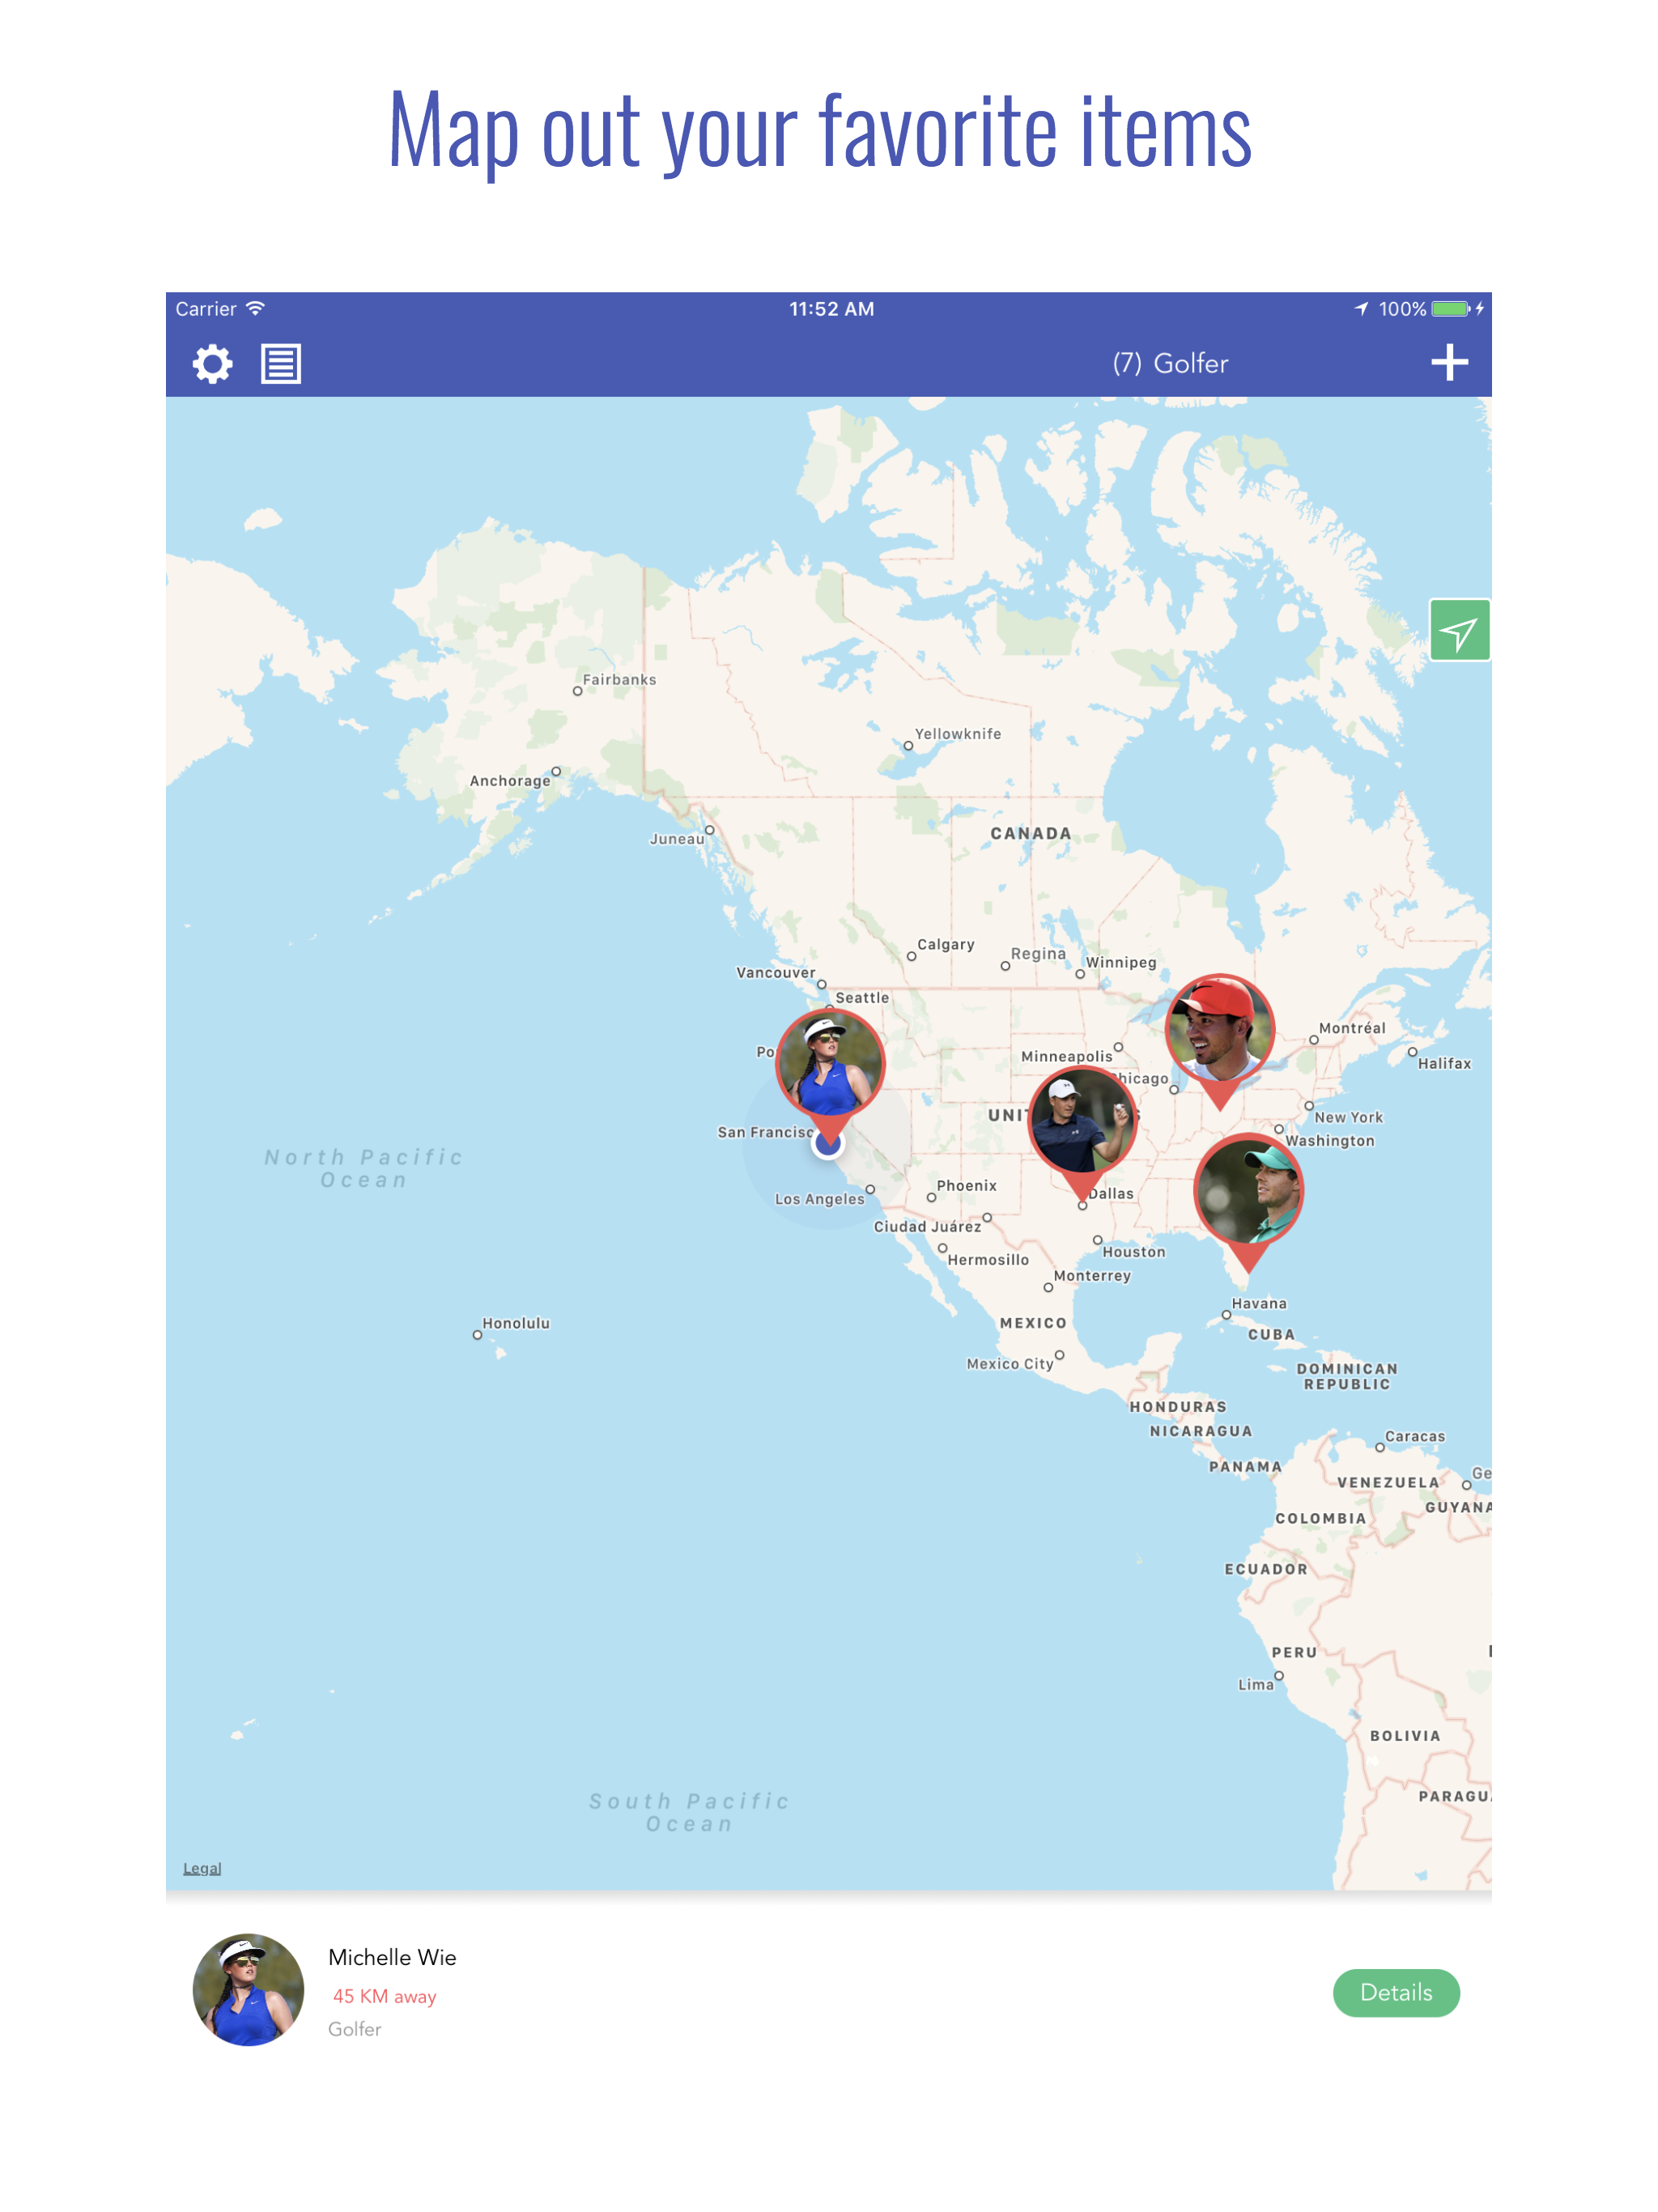 Map out your favorite items
Carrier
11:52 AM
100%
(7) Golfer
Fairbanks
Yellowknife
Anchorage
CANADA
Juneau
Calgary
Regina
Winnipeg
Vancouver
Seattle
Montréal
Minneapolis
Halifax
Po
hicago
UNI
S
New York
San Francisc
Washington
North Pacific
Ocean
Phoenix
Dallas
Los Angeles
Ciudad Juárez
Houston
Hermosillo
Monterrey
Havana
Honolulu
MEXICO
CUBA
Mexico City
DOMINICAN
REPUBLIC
HONDURAS
NICARAGUA
Caracas
PANAMA
Ge
VENEZUELA
GUYANA
COLOMBIA
ECUADOR
PERU
Lima
BOLIVIA
PARAGU
South Pacific
Ocean
Legal
Michelle Wie
45 KM away
Golfer
Details